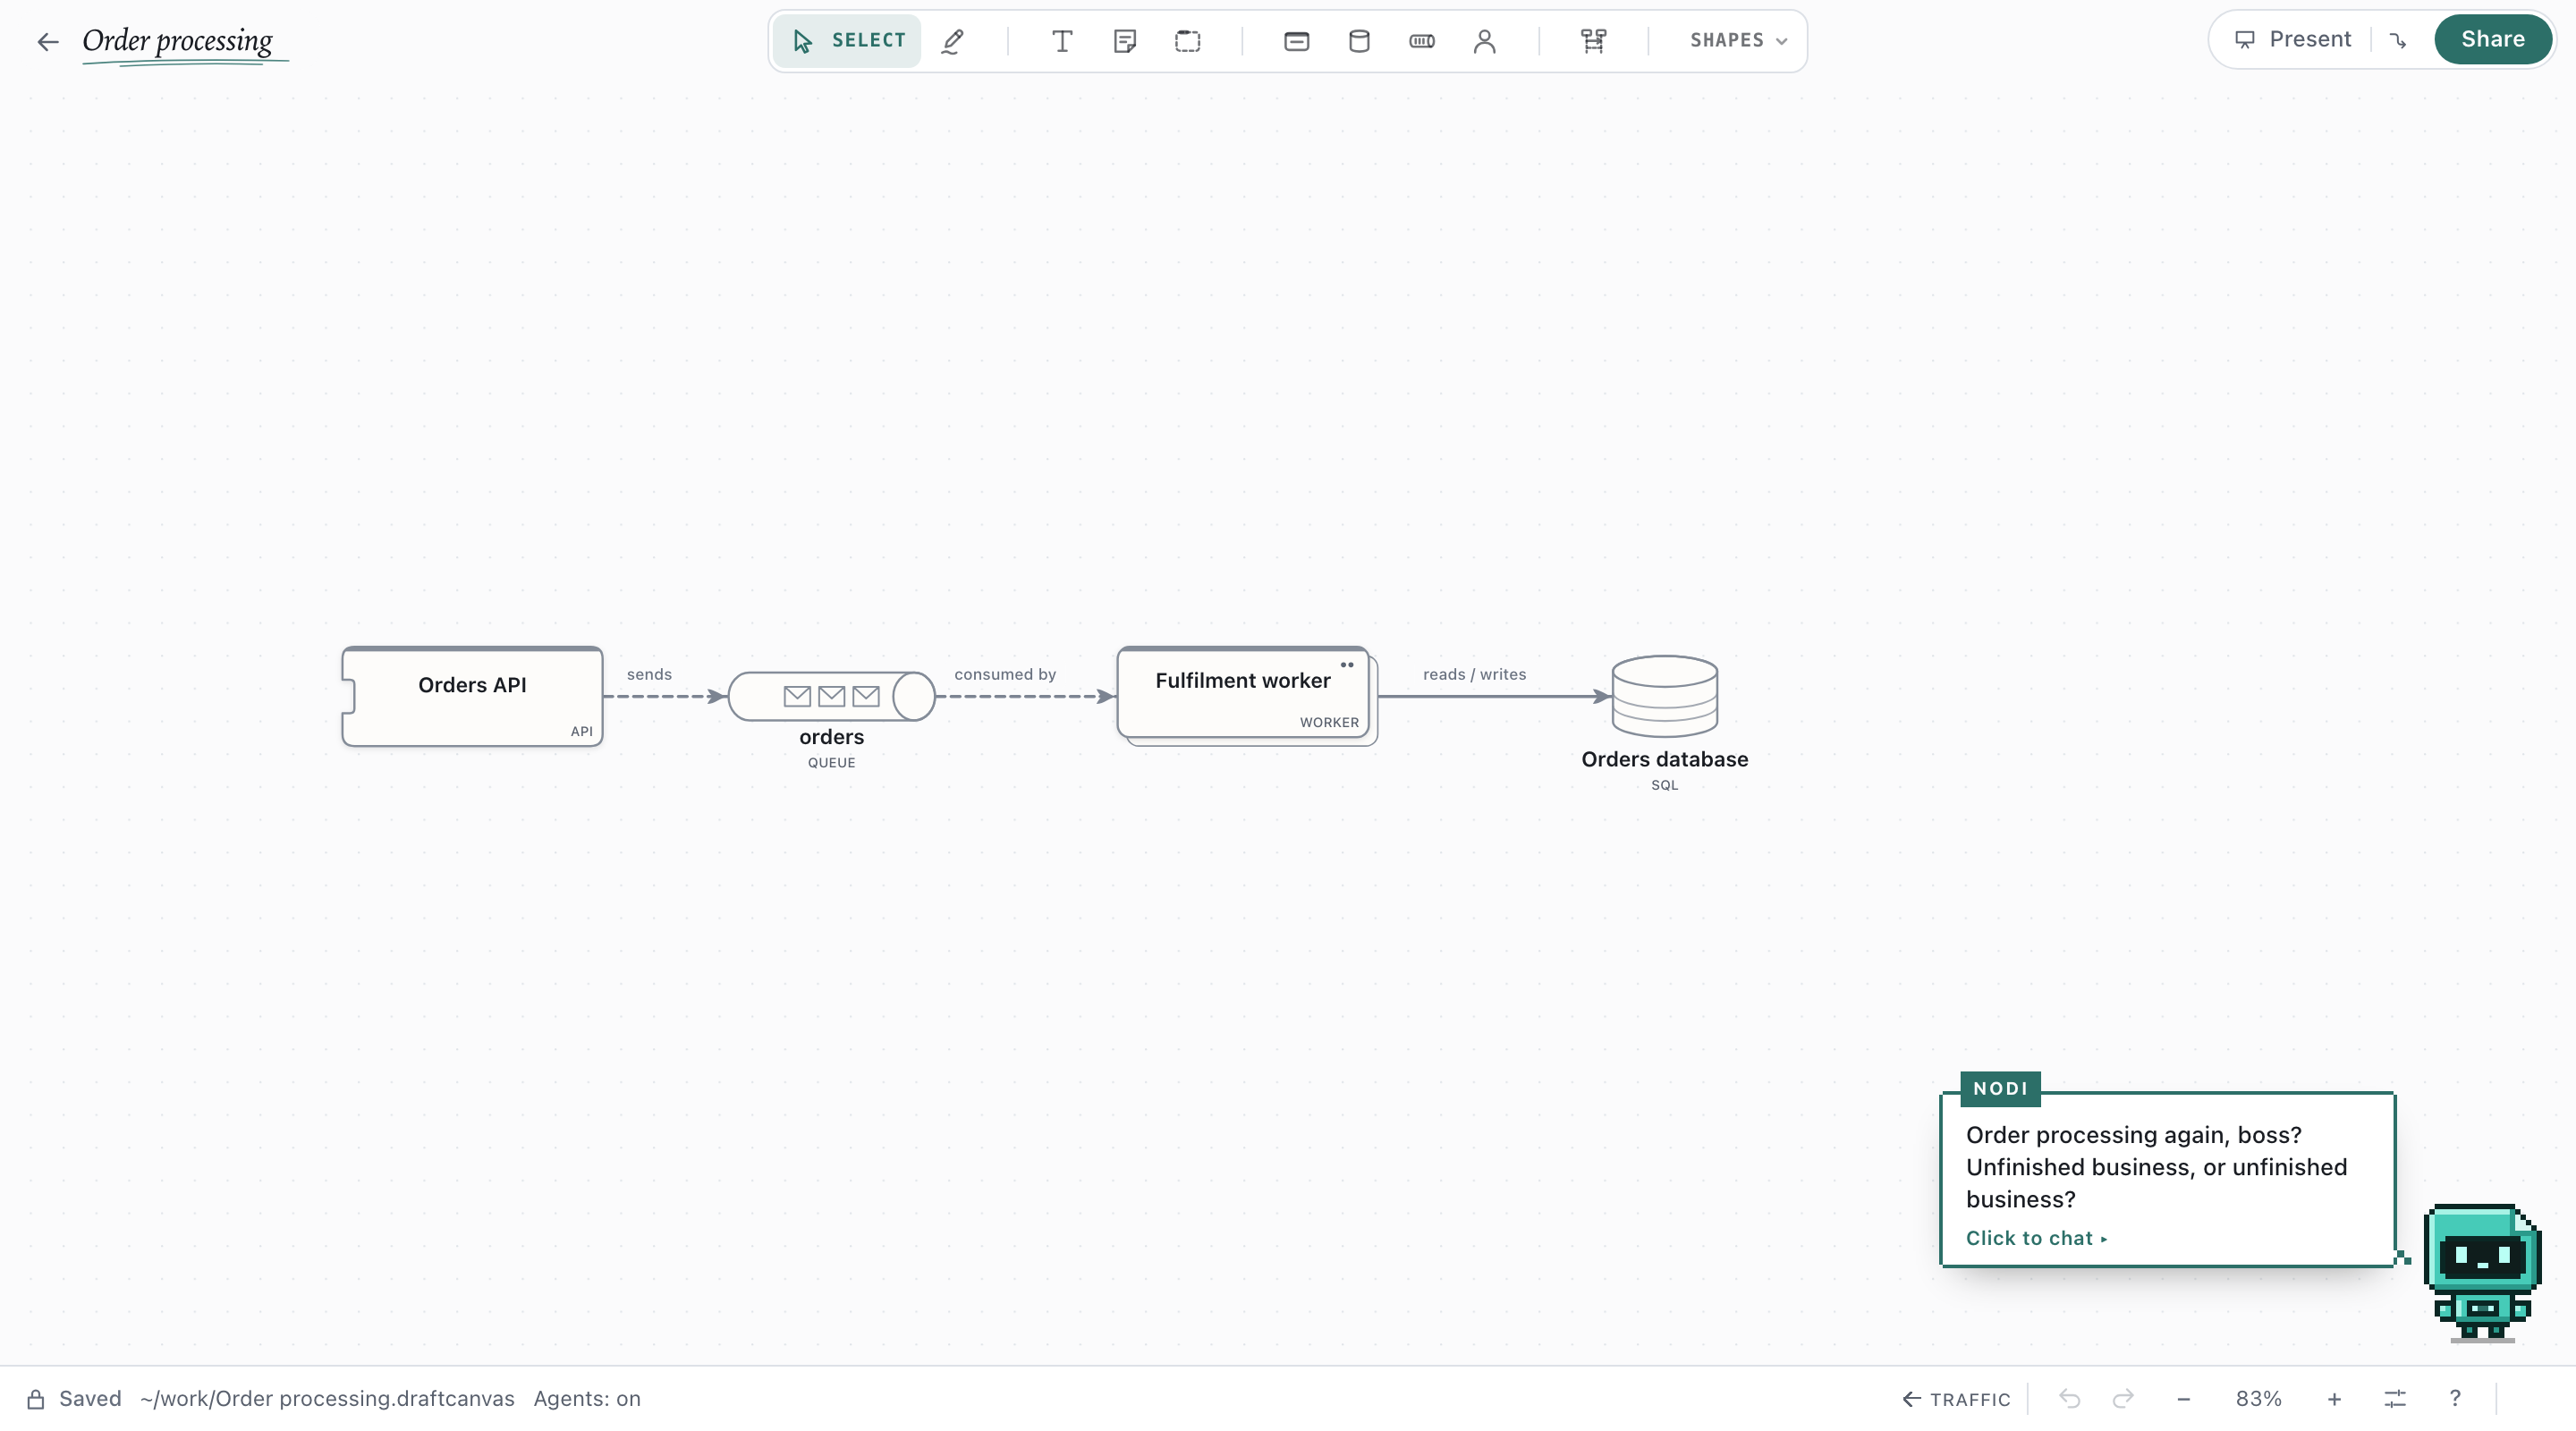 Order processing
SELECT
SHAPES
Present
Share
sends
consumed by
reads / writes
Orders API
API
orders
QUEUE
Fulfilment worker
WORKER
Orders database
SQL
NODI
Order processing again, boss?
Unfinished business, or unfinished
business?
Click to chat ▸
Saved ~/work/Order processing.draftcanvas Agents: on
TRAFFIC
83%
?